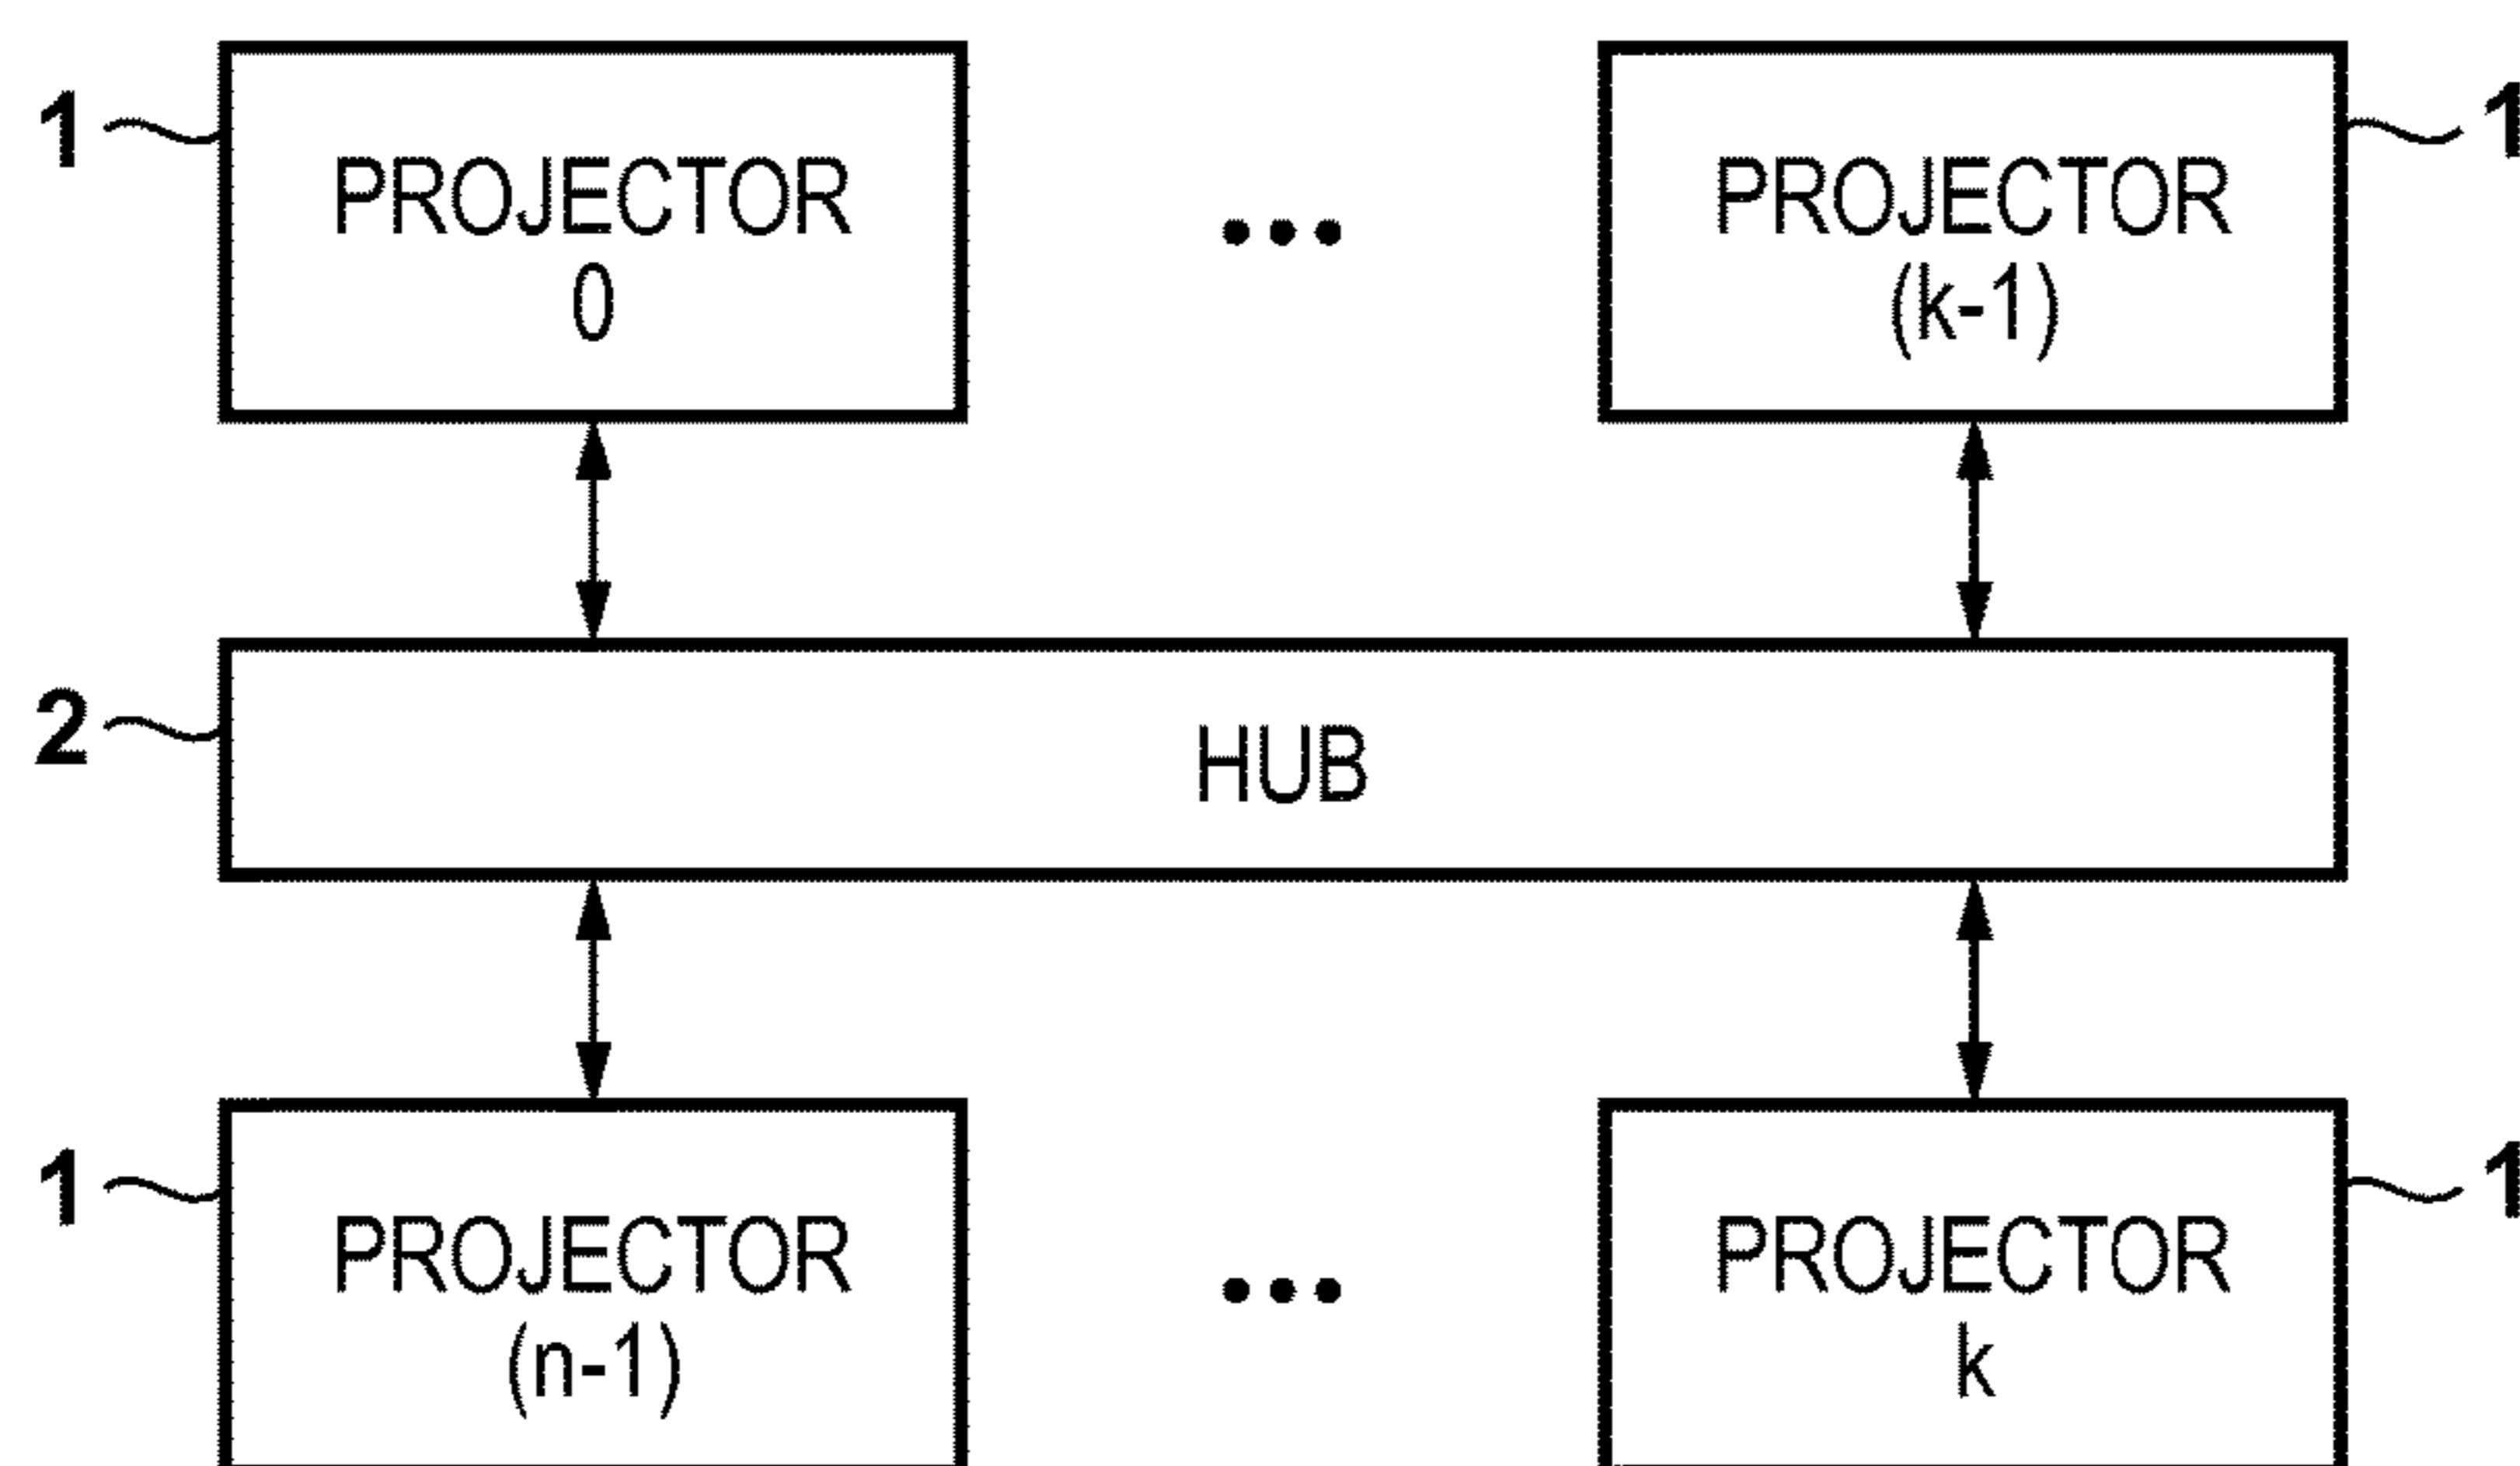 1
PROJECTOR
0
•••
PROJECTOR
(k-1)
1
2
HUB
1
PROJECTOR
(n-1)
•••
PROJECTOR
k
1